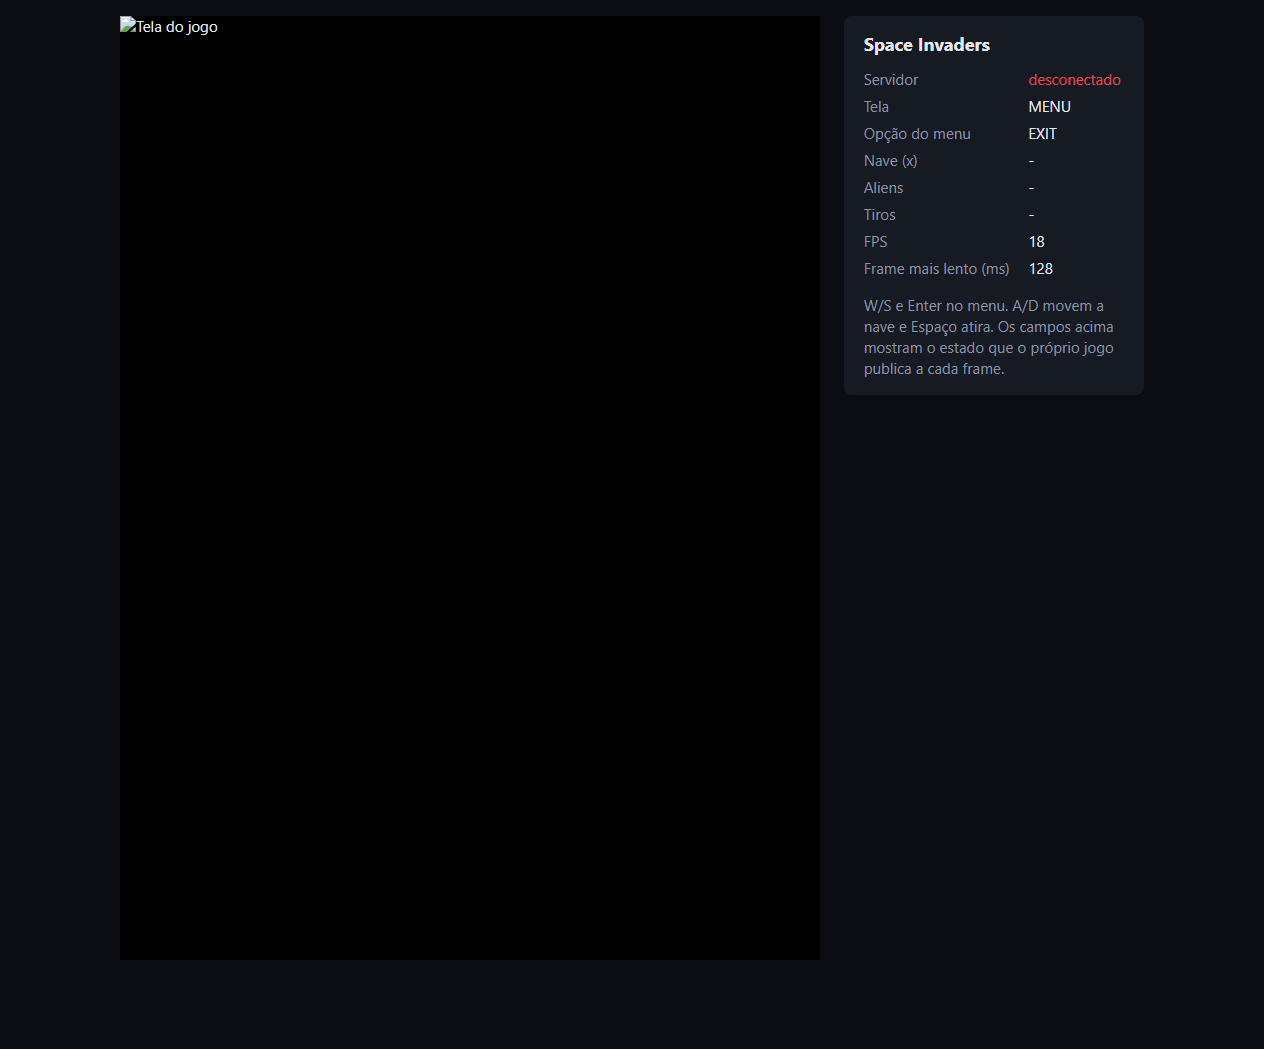 Tela do jogo
Space Invaders
Servidor desconectado
Tela MENU
Opção do menu EXIT
Nave (x) -
Aliens -
Tiros -
FPS 18
Frame mais lento (ms) 128
W/S e Enter no menu. A/D movem a
nave e Espaço atira. Os campos acima
mostram o estado que o próprio jogo
publica a cada frame.